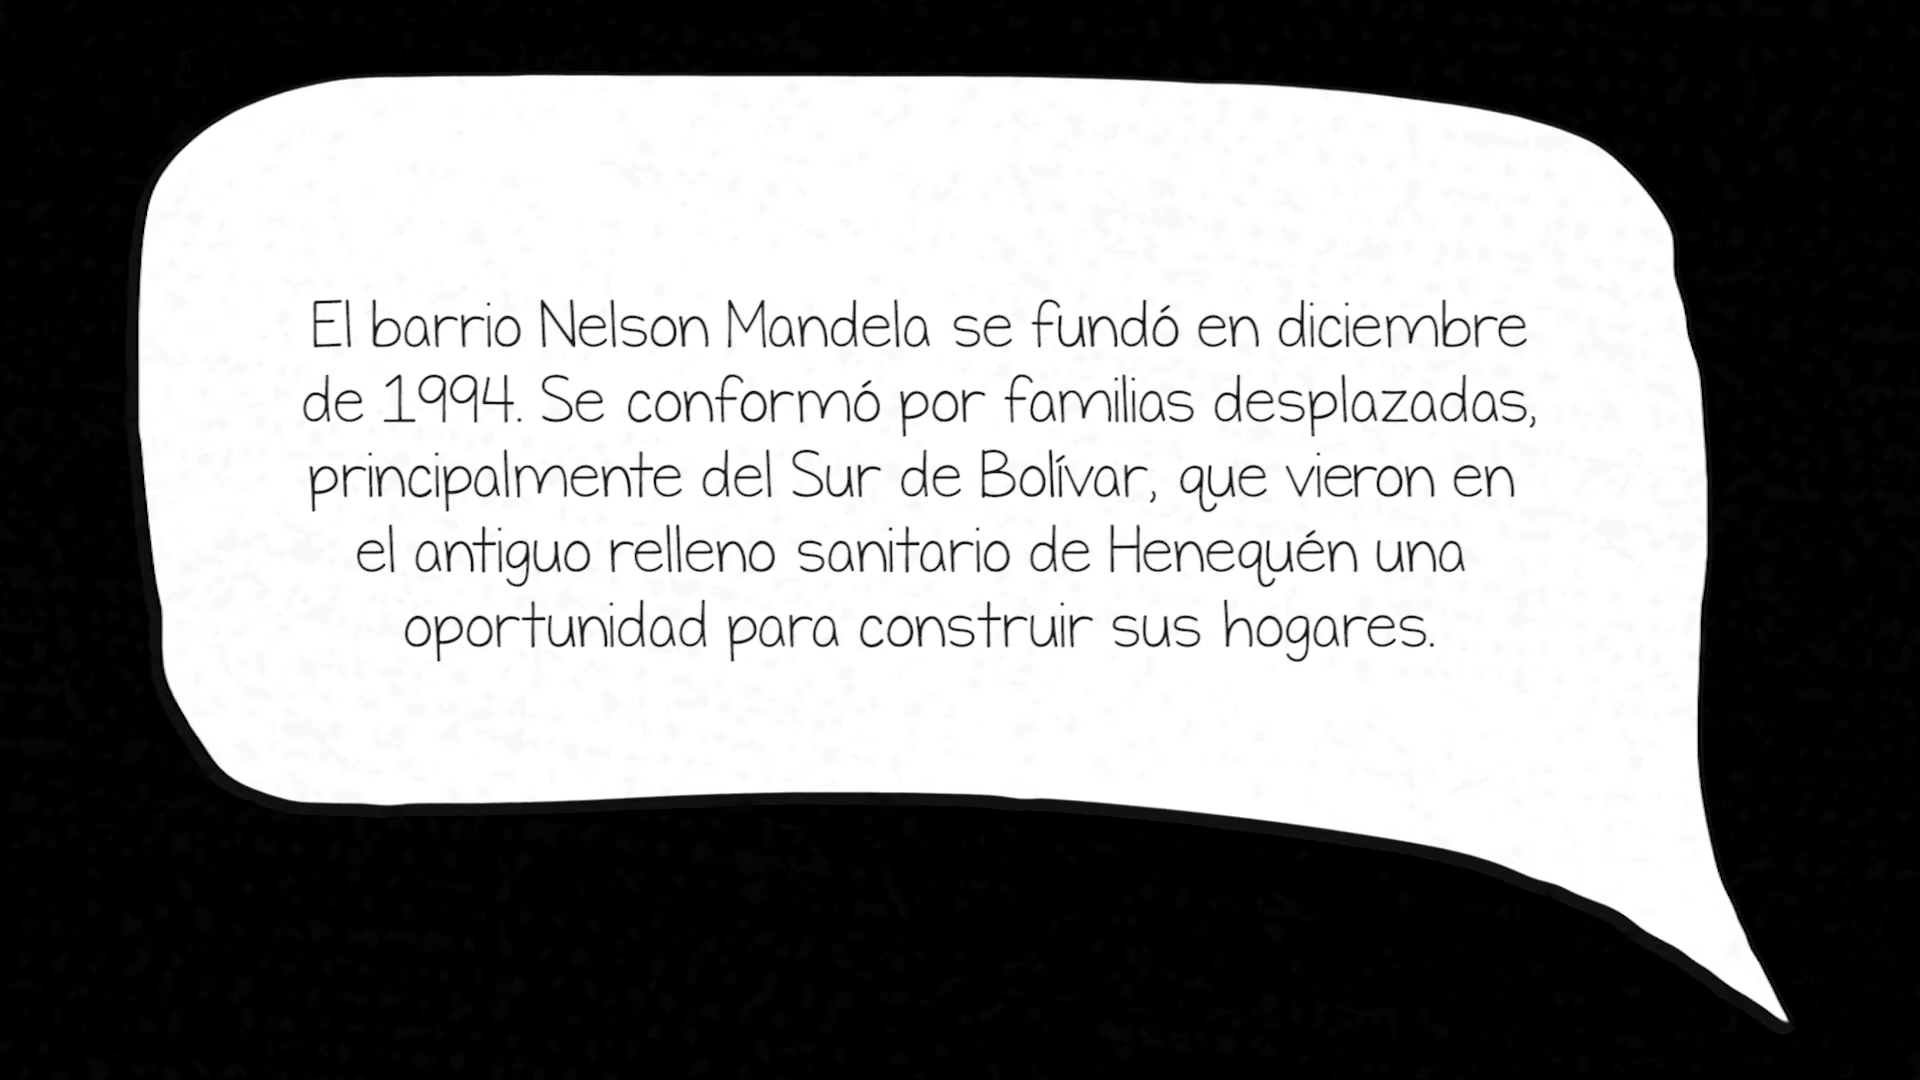 El barrio Nelson Mandela se fundó en diciembre
de 1994. Se conformó por familias desplazadas,
principalmente del Sur de Bolívar, que vieron en
el antiguo relleno sanitario de Henequén una
oportunidad para construir sus hogares.